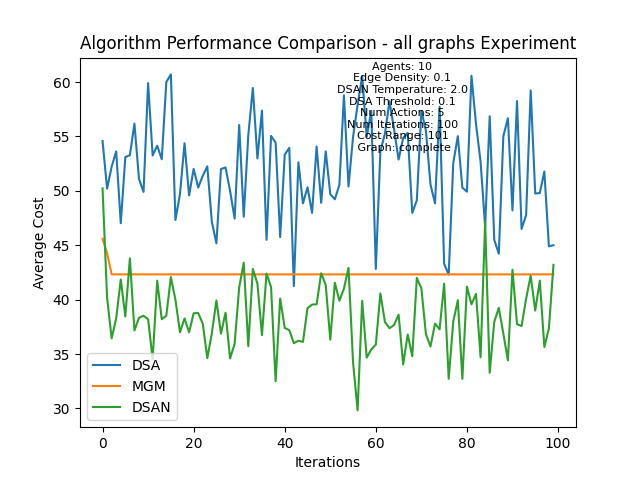 Algorithm Performance Comparison - all graphs Experiment
Agents: 10
Edge Density: 0.1
DSAN Temperature: 2.0
DSA Threshold: 0.1
Num Actions: 5
Num Iterations: 100
Cost Range: 101
Graph: complete
Average Cost
60
55
50
45
40
35
30
DSA
MGM
DSAN
0
20
40
60
80
100
Iterations